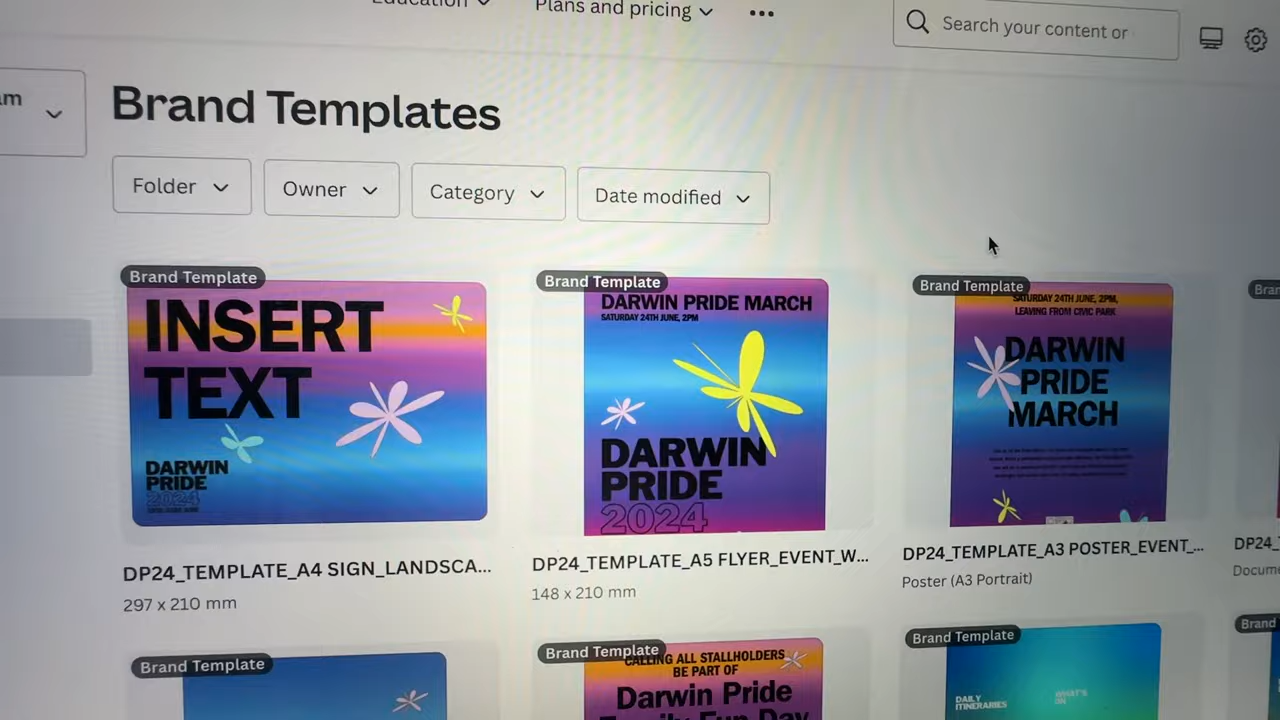 Education
Plans and pricing
Search your content or
am
Brand Templates
Folder
Owner
Category
Date modified
Brand Template
INSERT
TEXT
DARWIN
PRIDE
2024
DP24_TEMPLATE_A4 SIGN_LANDSCA...
297 x 210 mm
Brand Template
DARWIN PRIDE MARCH
SATURDAY 24TH JUNE, 2PM
DARWIN
PRIDE
2024
DP24_TEMPLATE_A5 FLYER_EVENT_W...
148 x 210 mm
Brand Template
SATURDAY 24TH JUNE, 2PM,
LEAVING FROM CIVIC PARK
DARWIN
PRIDE
MARCH
DP24_TEMPLATE_A3 POSTER_EVENT_...
Poster (A3 Portrait)
Bran
DP24_
Docume
Brand Template
Brand Template
CALLING ALL STALLHOLDERS
BE PART OF
Darwin Pride
Family Fun Day
Brand Template
DAILY
ITINERARIES
WHAT'S
ON
Brand